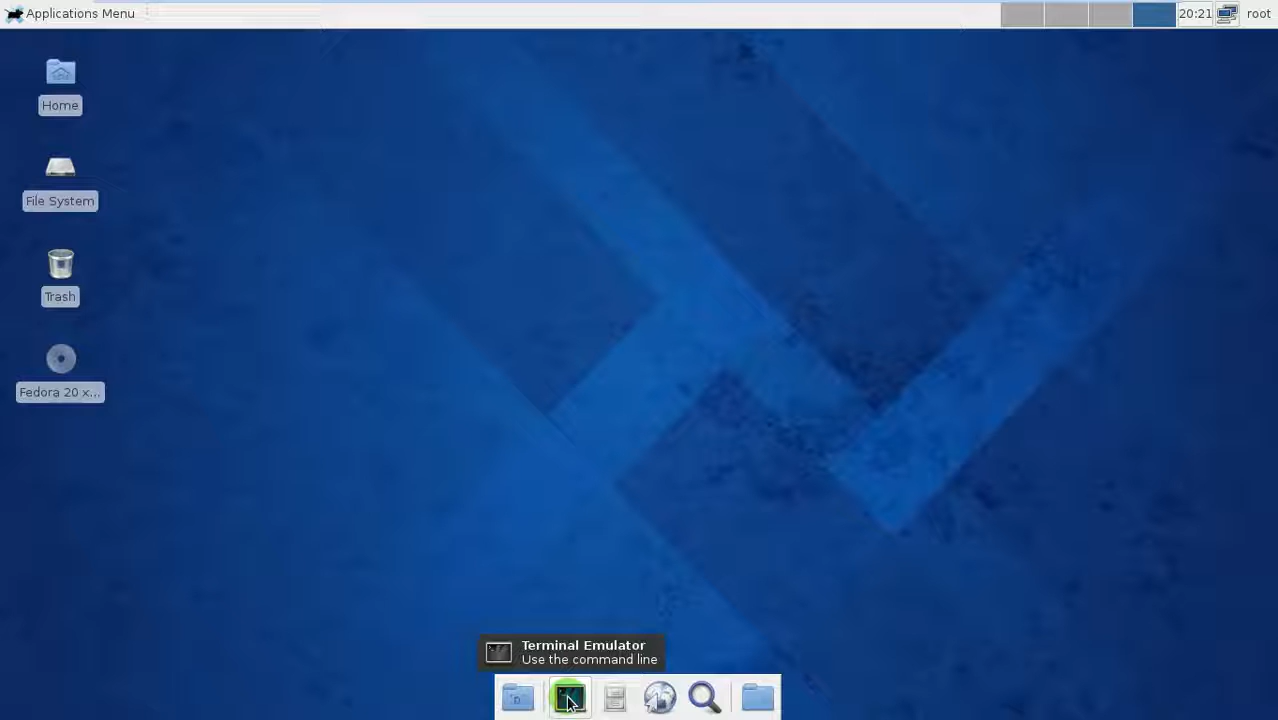 Applications Menu
20:21
root
Home
File System
Trash
Fedora 20 x...
Terminal Emulator
Use the command line